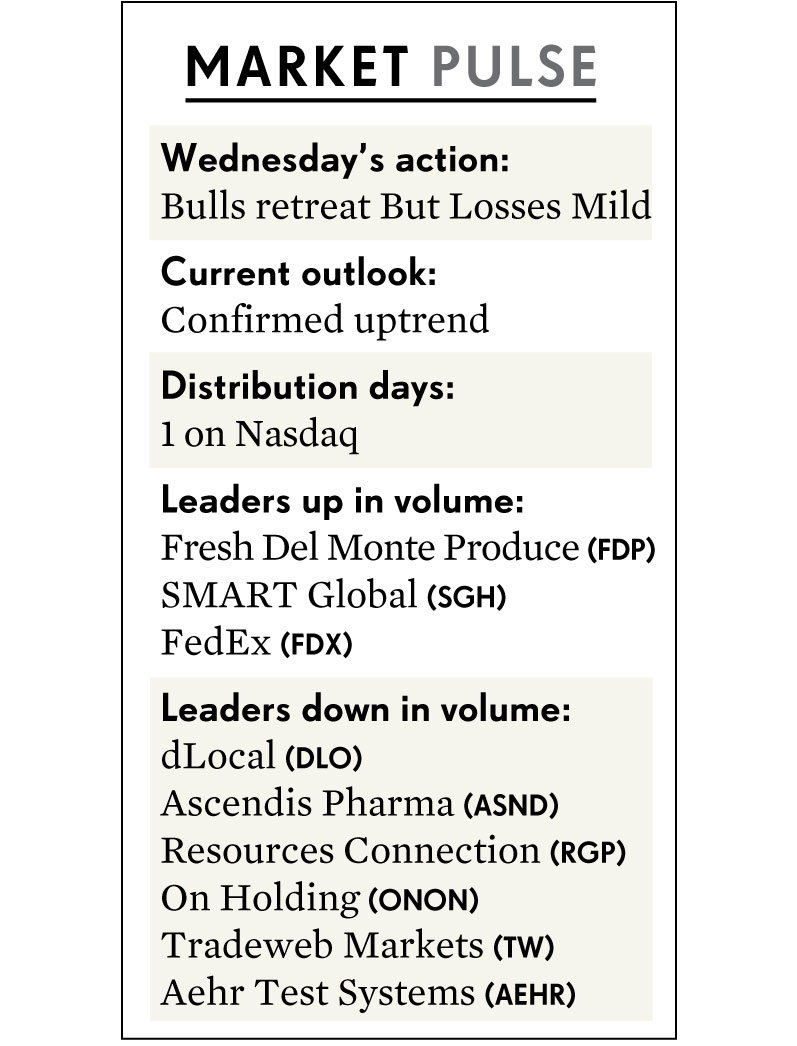 MARKET PULSE
Wednesday’s action:
Bulls retreat But Losses Mild
Current outlook:
Confirmed uptrend
Distribution days:
1 on Nasdaq
Leaders up in volume:
Fresh Del Monte Produce (FDP)
SMART Global (SGH)
FedEx (FDX)
Leaders down in volume:
dLocal (DLO)
Ascendis Pharma (ASND)
Resources Connection (RGP)
On Holding (ONON)
Tradeweb Markets (TW)
Aehr Test Systems (AEHR)